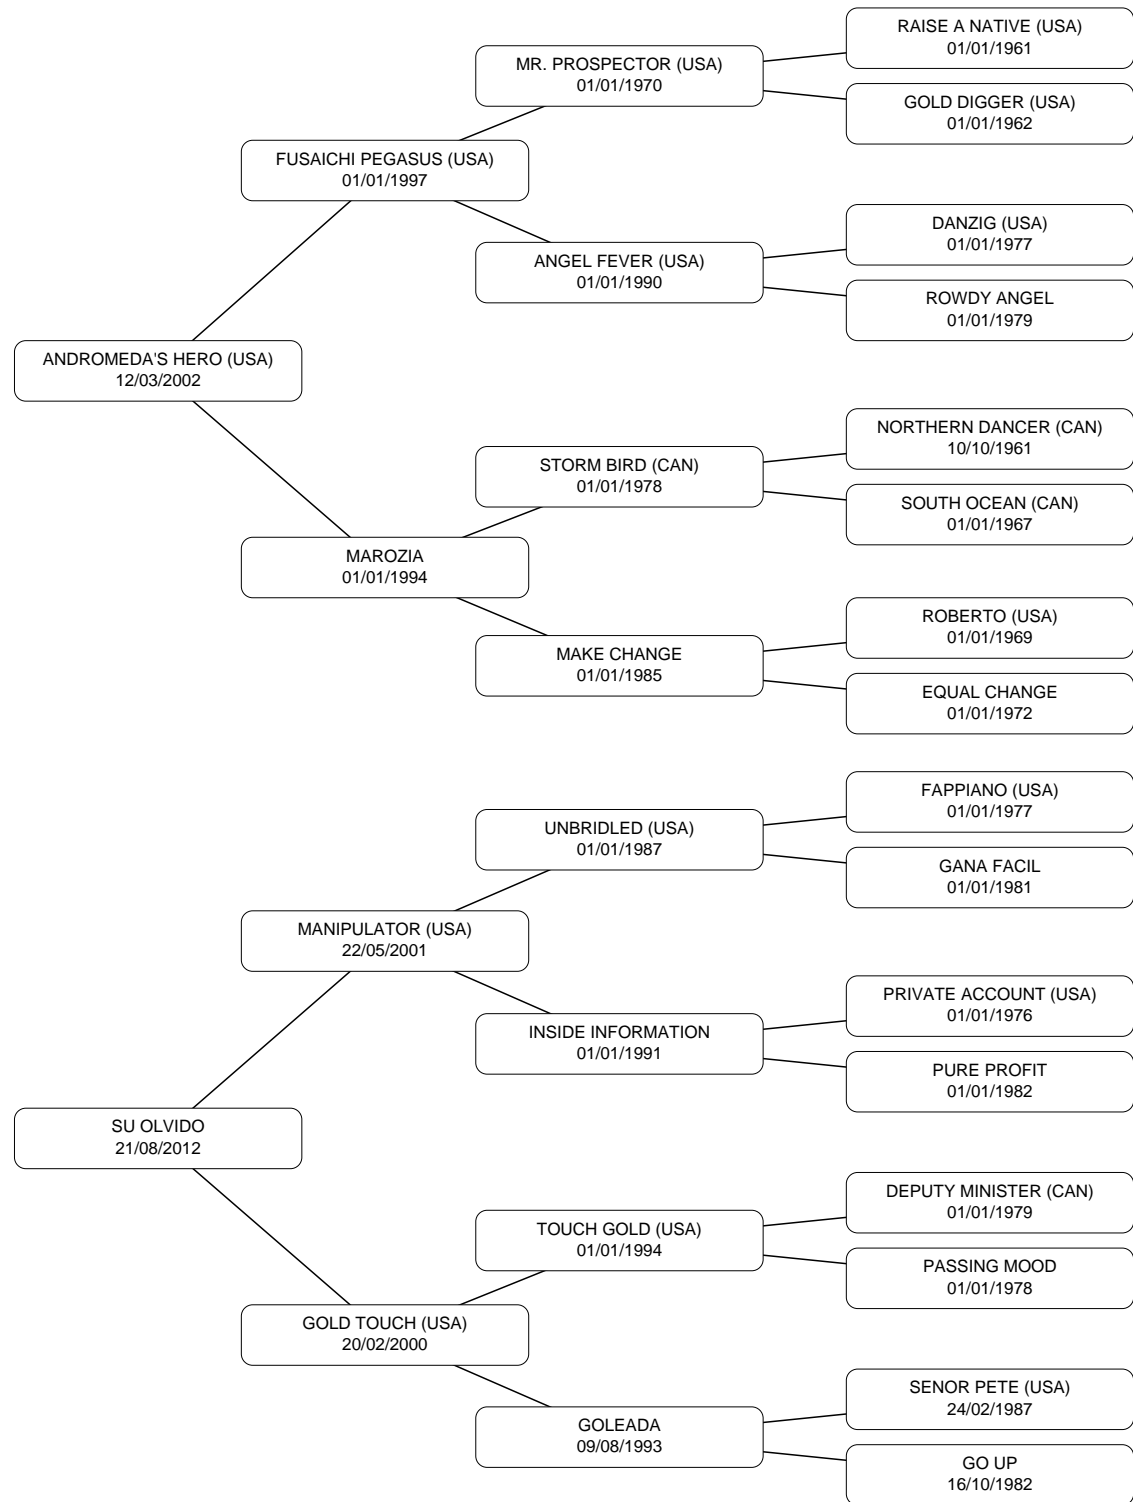 RAISE A NATIVE (USA)
01/01/1961
MR. PROSPECTOR (USA)
01/01/1970
GOLD DIGGER (USA)
01/01/1962
FUSAICHI PEGASUS (USA)
01/01/1997
DANZIG (USA)
01/01/1977
ANGEL FEVER (USA)
01/01/1990
ROWDY ANGEL
01/01/1979
ANDROMEDA'S HERO (USA)
12/03/2002
NORTHERN DANCER (CAN)
10/10/1961
STORM BIRD (CAN)
01/01/1978
SOUTH OCEAN (CAN)
01/01/1967
MAROZIA
01/01/1994
ROBERTO (USA)
01/01/1969
MAKE CHANGE
01/01/1985
EQUAL CHANGE
01/01/1972
FAPPIANO (USA)
01/01/1977
UNBRIDLED (USA)
01/01/1987
GANA FACIL
01/01/1981
MANIPULATOR (USA)
22/05/2001
PRIVATE ACCOUNT (USA)
01/01/1976
INSIDE INFORMATION
01/01/1991
PURE PROFIT
01/01/1982
SU OLVIDO
21/08/2012
DEPUTY MINISTER (CAN)
01/01/1979
TOUCH GOLD (USA)
01/01/1994
PASSING MOOD
01/01/1978
GOLD TOUCH (USA)
20/02/2000
SENOR PETE (USA)
24/02/1987
GOLEADA
09/08/1993
GO UP
16/10/1982